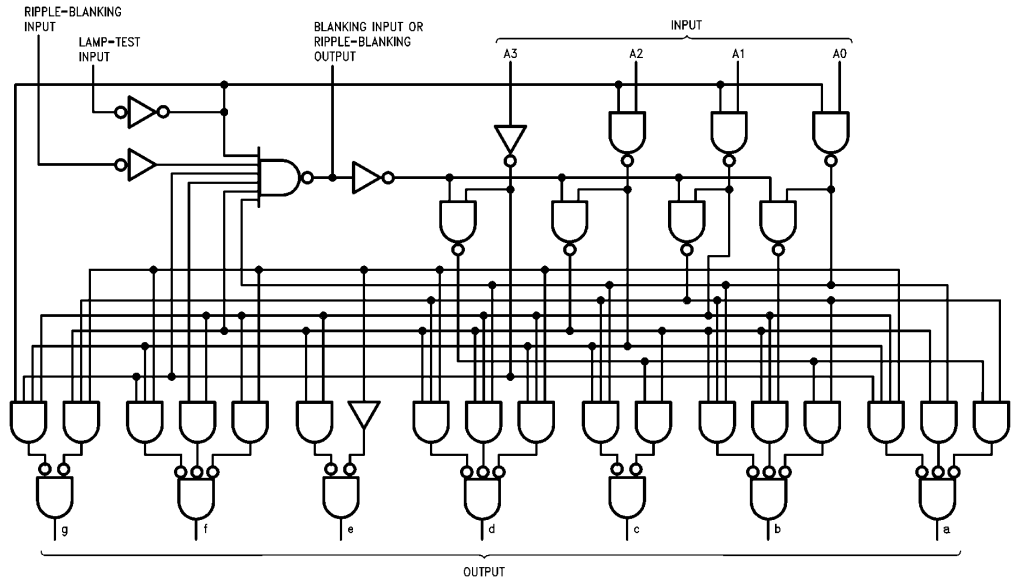 RIPPLE-BLANKING
INPUT
LAMP-TEST
INPUT
BLANKING INPUT OR
RIPPLE-BLANKING
OUTPUT
INPUT
A3
A2
A1
A0
g
f
e
d
c
b
a
OUTPUT